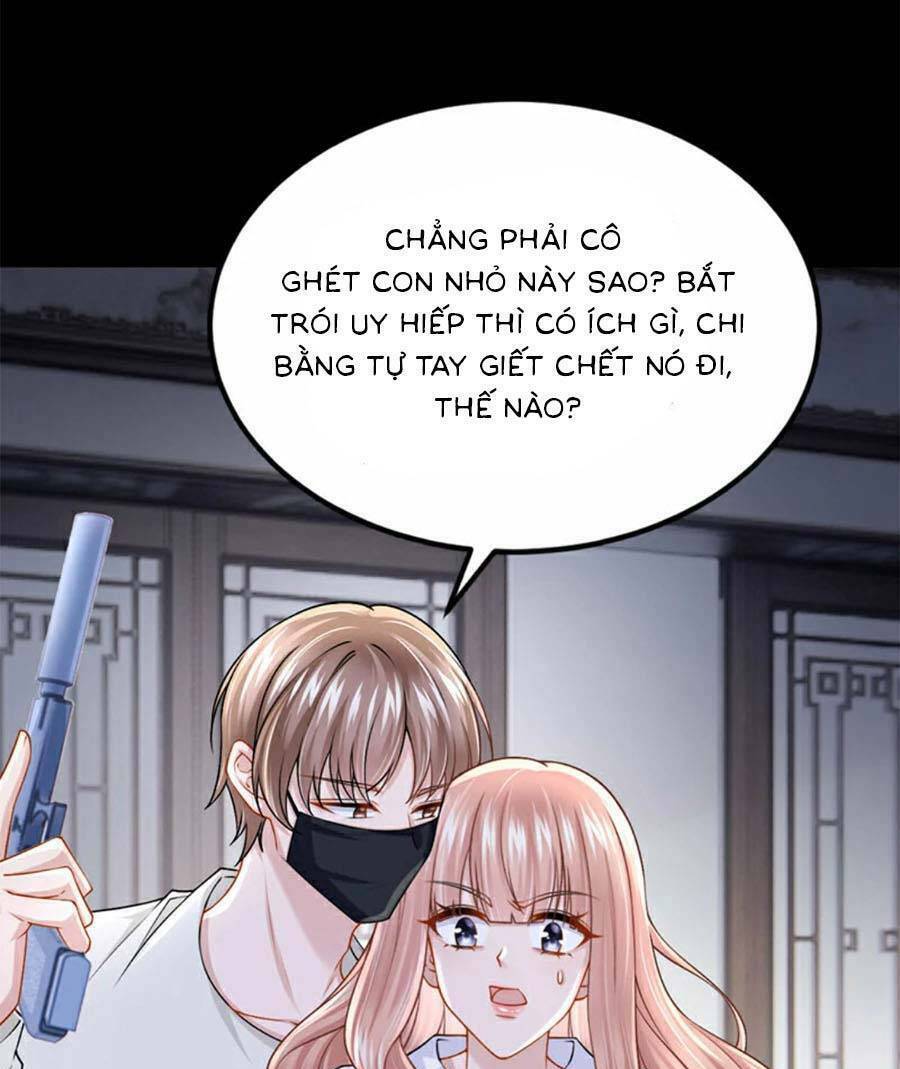 CHẲNG PHẢI CÔ
GHÉT CON NHỎ NÀY SAO? BẮT
TRÓI UY HIẾP THÌ CÓ ÍCH GÌ, CHI
BẰNG TỰ TAY GIẾT CHẾT NÓ ĐI,
THẾ NÀO?